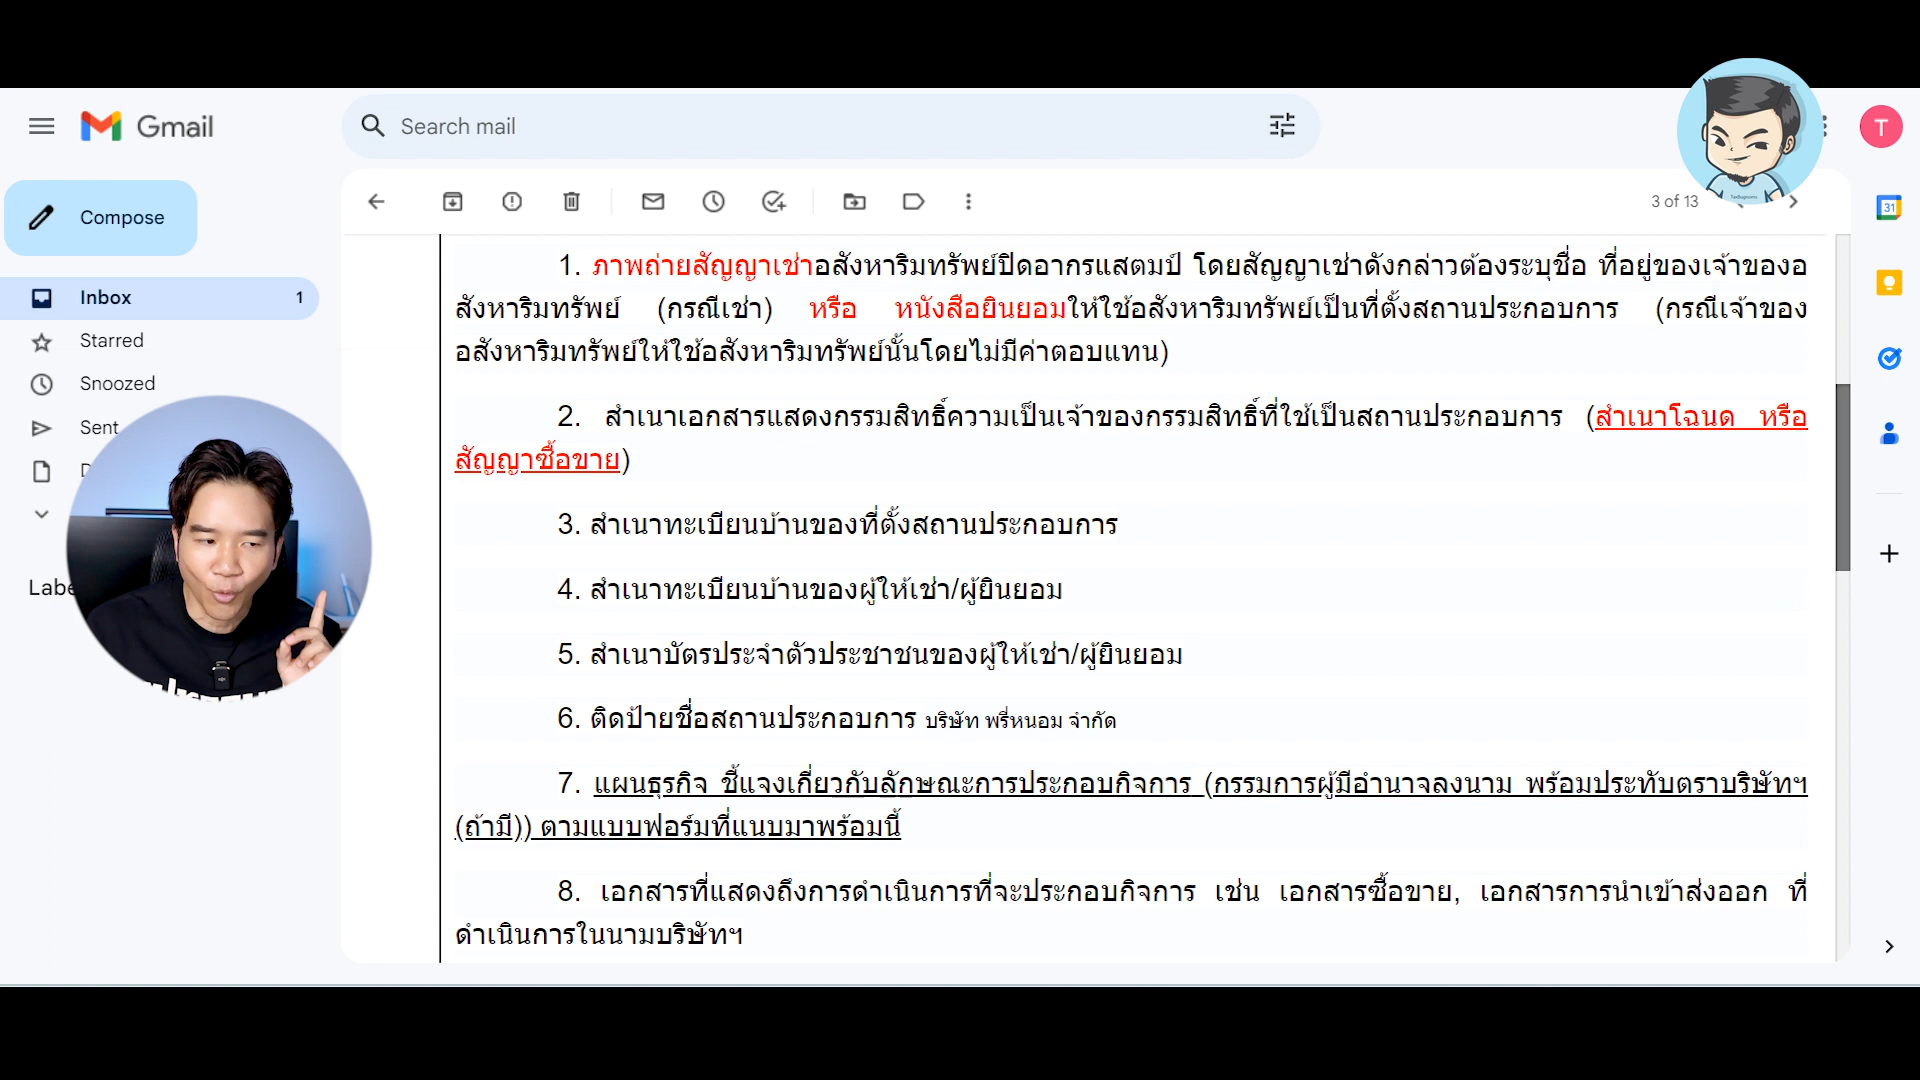 Gmail
Search mail
T
Compose
3 of 13
Inbox 1
Starred
Snoozed
Sent
D
Labe
1. ภาพถ่ายสัญญาเช่าอสังหาริมทรัพย์ปิดอากรแสตมป์ โดยสัญญาเช่าดังกล่าวต้องระบุชื่อ ที่อยู่ของเจ้าของอ
สังหาริมทรัพย์ (กรณีเช่า) หรือ หนังสือยินยอมให้ใช้อสังหาริมทรัพย์เป็นที่ตั้งสถานประกอบการ (กรณีเจ้าของ
อสังหาริมทรัพย์ให้ใช้อสังหาริมทรัพย์นั้นโดยไม่มีค่าตอบแทน)
2. สำเนาเอกสารแสดงกรรมสิทธิ์ความเป็นเจ้าของกรรมสิทธิ์ที่ใช้เป็นสถานประกอบการ (สำเนาโฉนด หรือ
สัญญาซื้อขาย)
3. สำเนาทะเบียนบ้านของที่ตั้งสถานประกอบการ
4. สำเนาทะเบียนบ้านของผู้ให้เช่า/ผู้ยินยอม
5. สำเนาบัตรประจำตัวประชาชนของผู้ให้เช่า/ผู้ยินยอม
6. ติดป้ายชื่อสถานประกอบการ บริษัท พรี่หนอม จำกัด
7. แผนธุรกิจ ชี้แจงเกี่ยวกับลักษณะการประกอบกิจการ (กรรมการผู้มีอำนาจลงนาม พร้อมประทับตราบริษัทฯ
(ถ้ามี)) ตามแบบฟอร์มที่แนบมาพร้อมนี้
8. เอกสารที่แสดงถึงการดำเนินการที่จะประกอบกิจการ เช่น เอกสารซื้อขาย, เอกสารการนำเข้าส่งออก ที่
ดำเนินการในนามบริษัทฯ
31